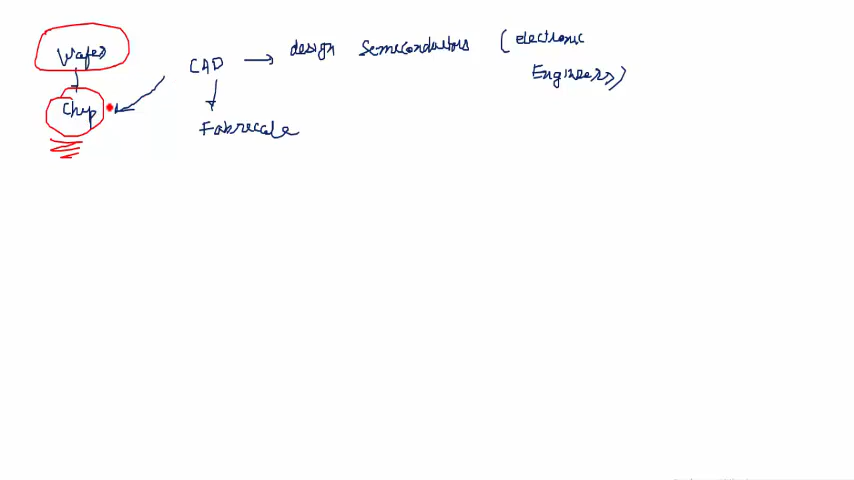 Wafer
CAD → design Semiconductors (electronic
Engineers)
Chip
Fabricate